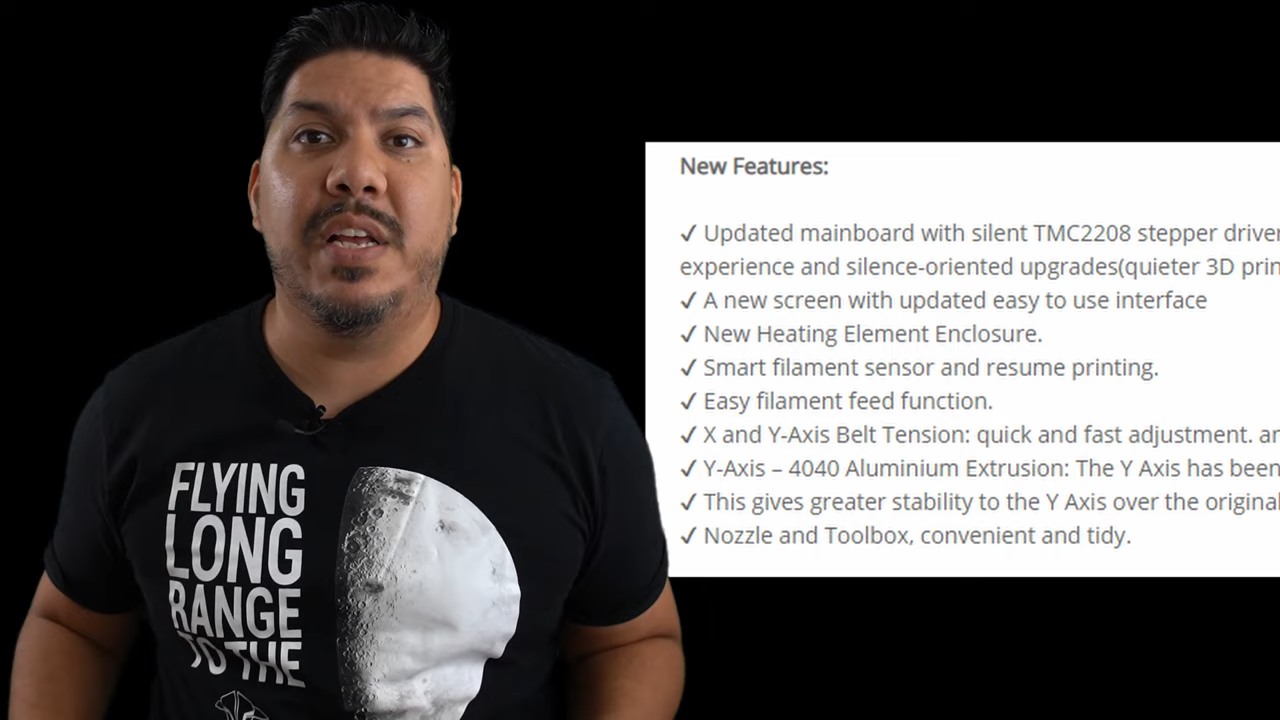 New Features:
✓ Updated mainboard with silent TMC2208 stepper driver
experience and silence-oriented upgrades(quieter 3D prin
✓ A new screen with updated easy to use interface
✓ New Heating Element Enclosure.
✓ Smart filament sensor and resume printing.
✓ Easy filament feed function.
✓ X and Y-Axis Belt Tension: quick and fast adjustment. an
✓ Y-Axis – 4040 Aluminium Extrusion: The Y Axis has been
✓ This gives greater stability to the Y Axis over the original
✓ Nozzle and Toolbox, convenient and tidy.
FLYING
LONG
RANGE
TO THE